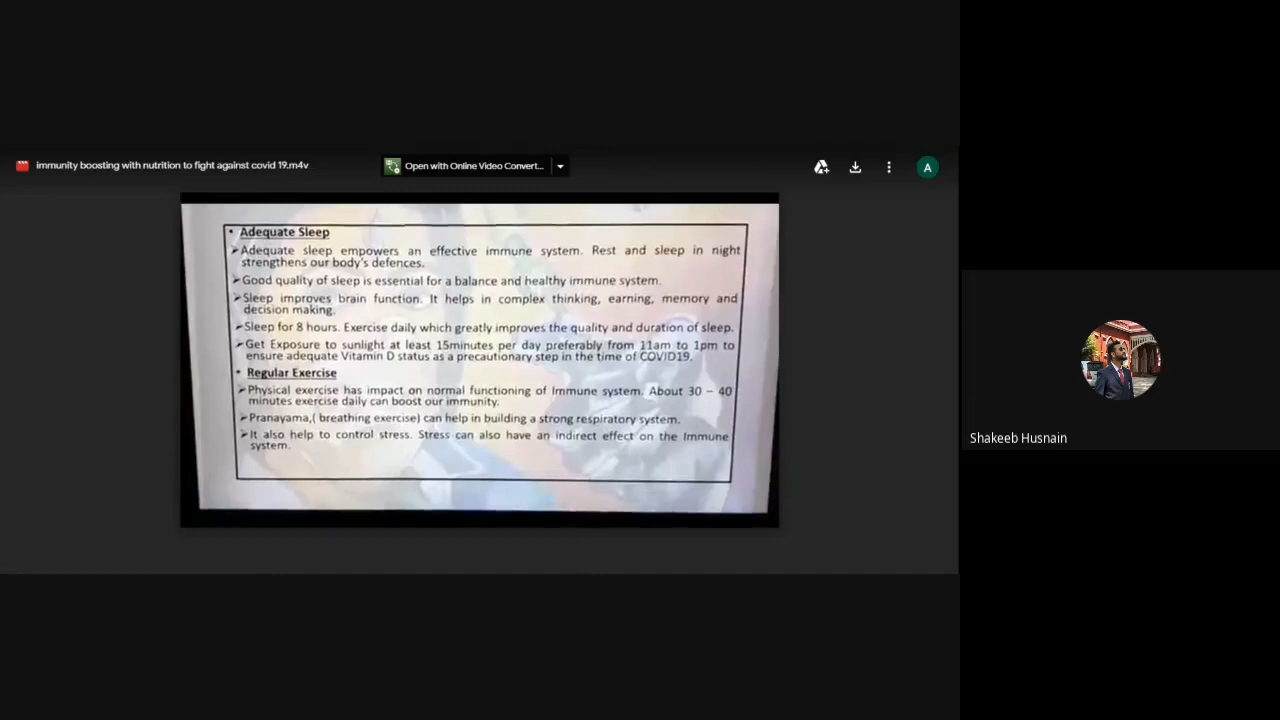 immunity boosting with nutrition to fight against covid 19.m4v
Open with Online Video Convert...
A
• Adequate Sleep
➢Adequate sleep empowers an effective immune system. Rest and sleep in night
strengthens our body's defences.
➢Good quality of sleep is essential for a balance and healthy immune system.
➢Sleep improves brain function. It helps in complex thinking, earning, memory and
decision making.
➢Sleep for 8 hours. Exercise daily which greatly improves the quality and duration of sleep.
➢Get Exposure to sunlight at least 15minutes per day preferably from 11am to 1pm to
ensure adequate Vitamin D status as a precautionary step in the time of COVID19.
• Regular Exercise
➢Physical exercise has impact on normal functioning of Immune system. About 30 – 40
minutes exercise daily can boost our immunity.
➢Pranayama,( breathing exercise) can help in building a strong respiratory system.
➢It also help to control stress. Stress can also have an indirect effect on the Immune
system.
Shakeeb Husnain